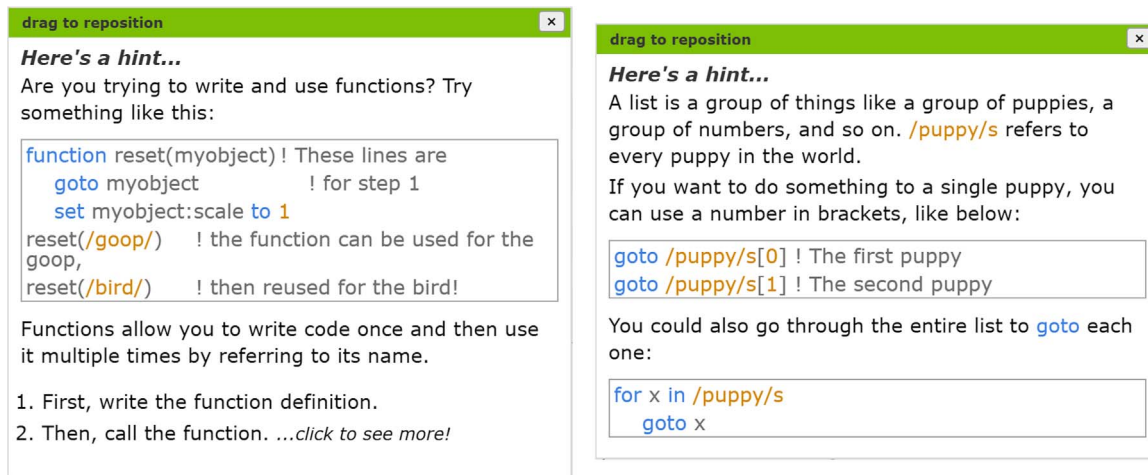 drag to reposition ×
Here's a hint...
Are you trying to write and use functions? Try
something like this:
function reset(myobject) ! These lines are
goto myobject ! for step 1
set myobject:scale to 1
reset(/goop/) ! the function can be used for the
goop,
reset(/bird/) ! then reused for the bird!
Functions allow you to write code once and then use
it multiple times by referring to its name.
1. First, write the function definition.
2. Then, call the function. ...click to see more!
drag to reposition ×
Here's a hint...
A list is a group of things like a group of puppies, a
group of numbers, and so on. /puppy/s refers to
every puppy in the world.
If you want to do something to a single puppy, you
can use a number in brackets, like below:
goto /puppy/s[0] ! The first puppy
goto /puppy/s[1] ! The second puppy
You could also go through the entire list to goto each
one:
for x in /puppy/s
goto x